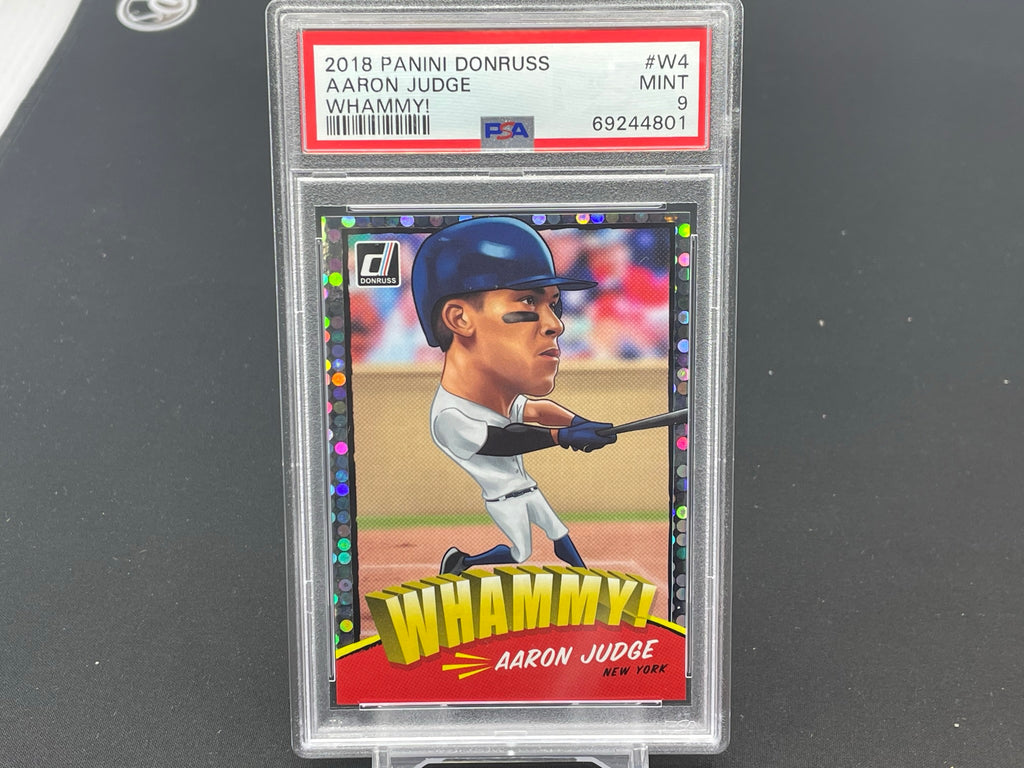 2018 PANINI DONRUSS #W4
AARON JUDGE MINT
WHAMMY! 9
PSA 69244801
d
DONRUSS
WHAMMY!
AARON JUDGE
NEW YORK